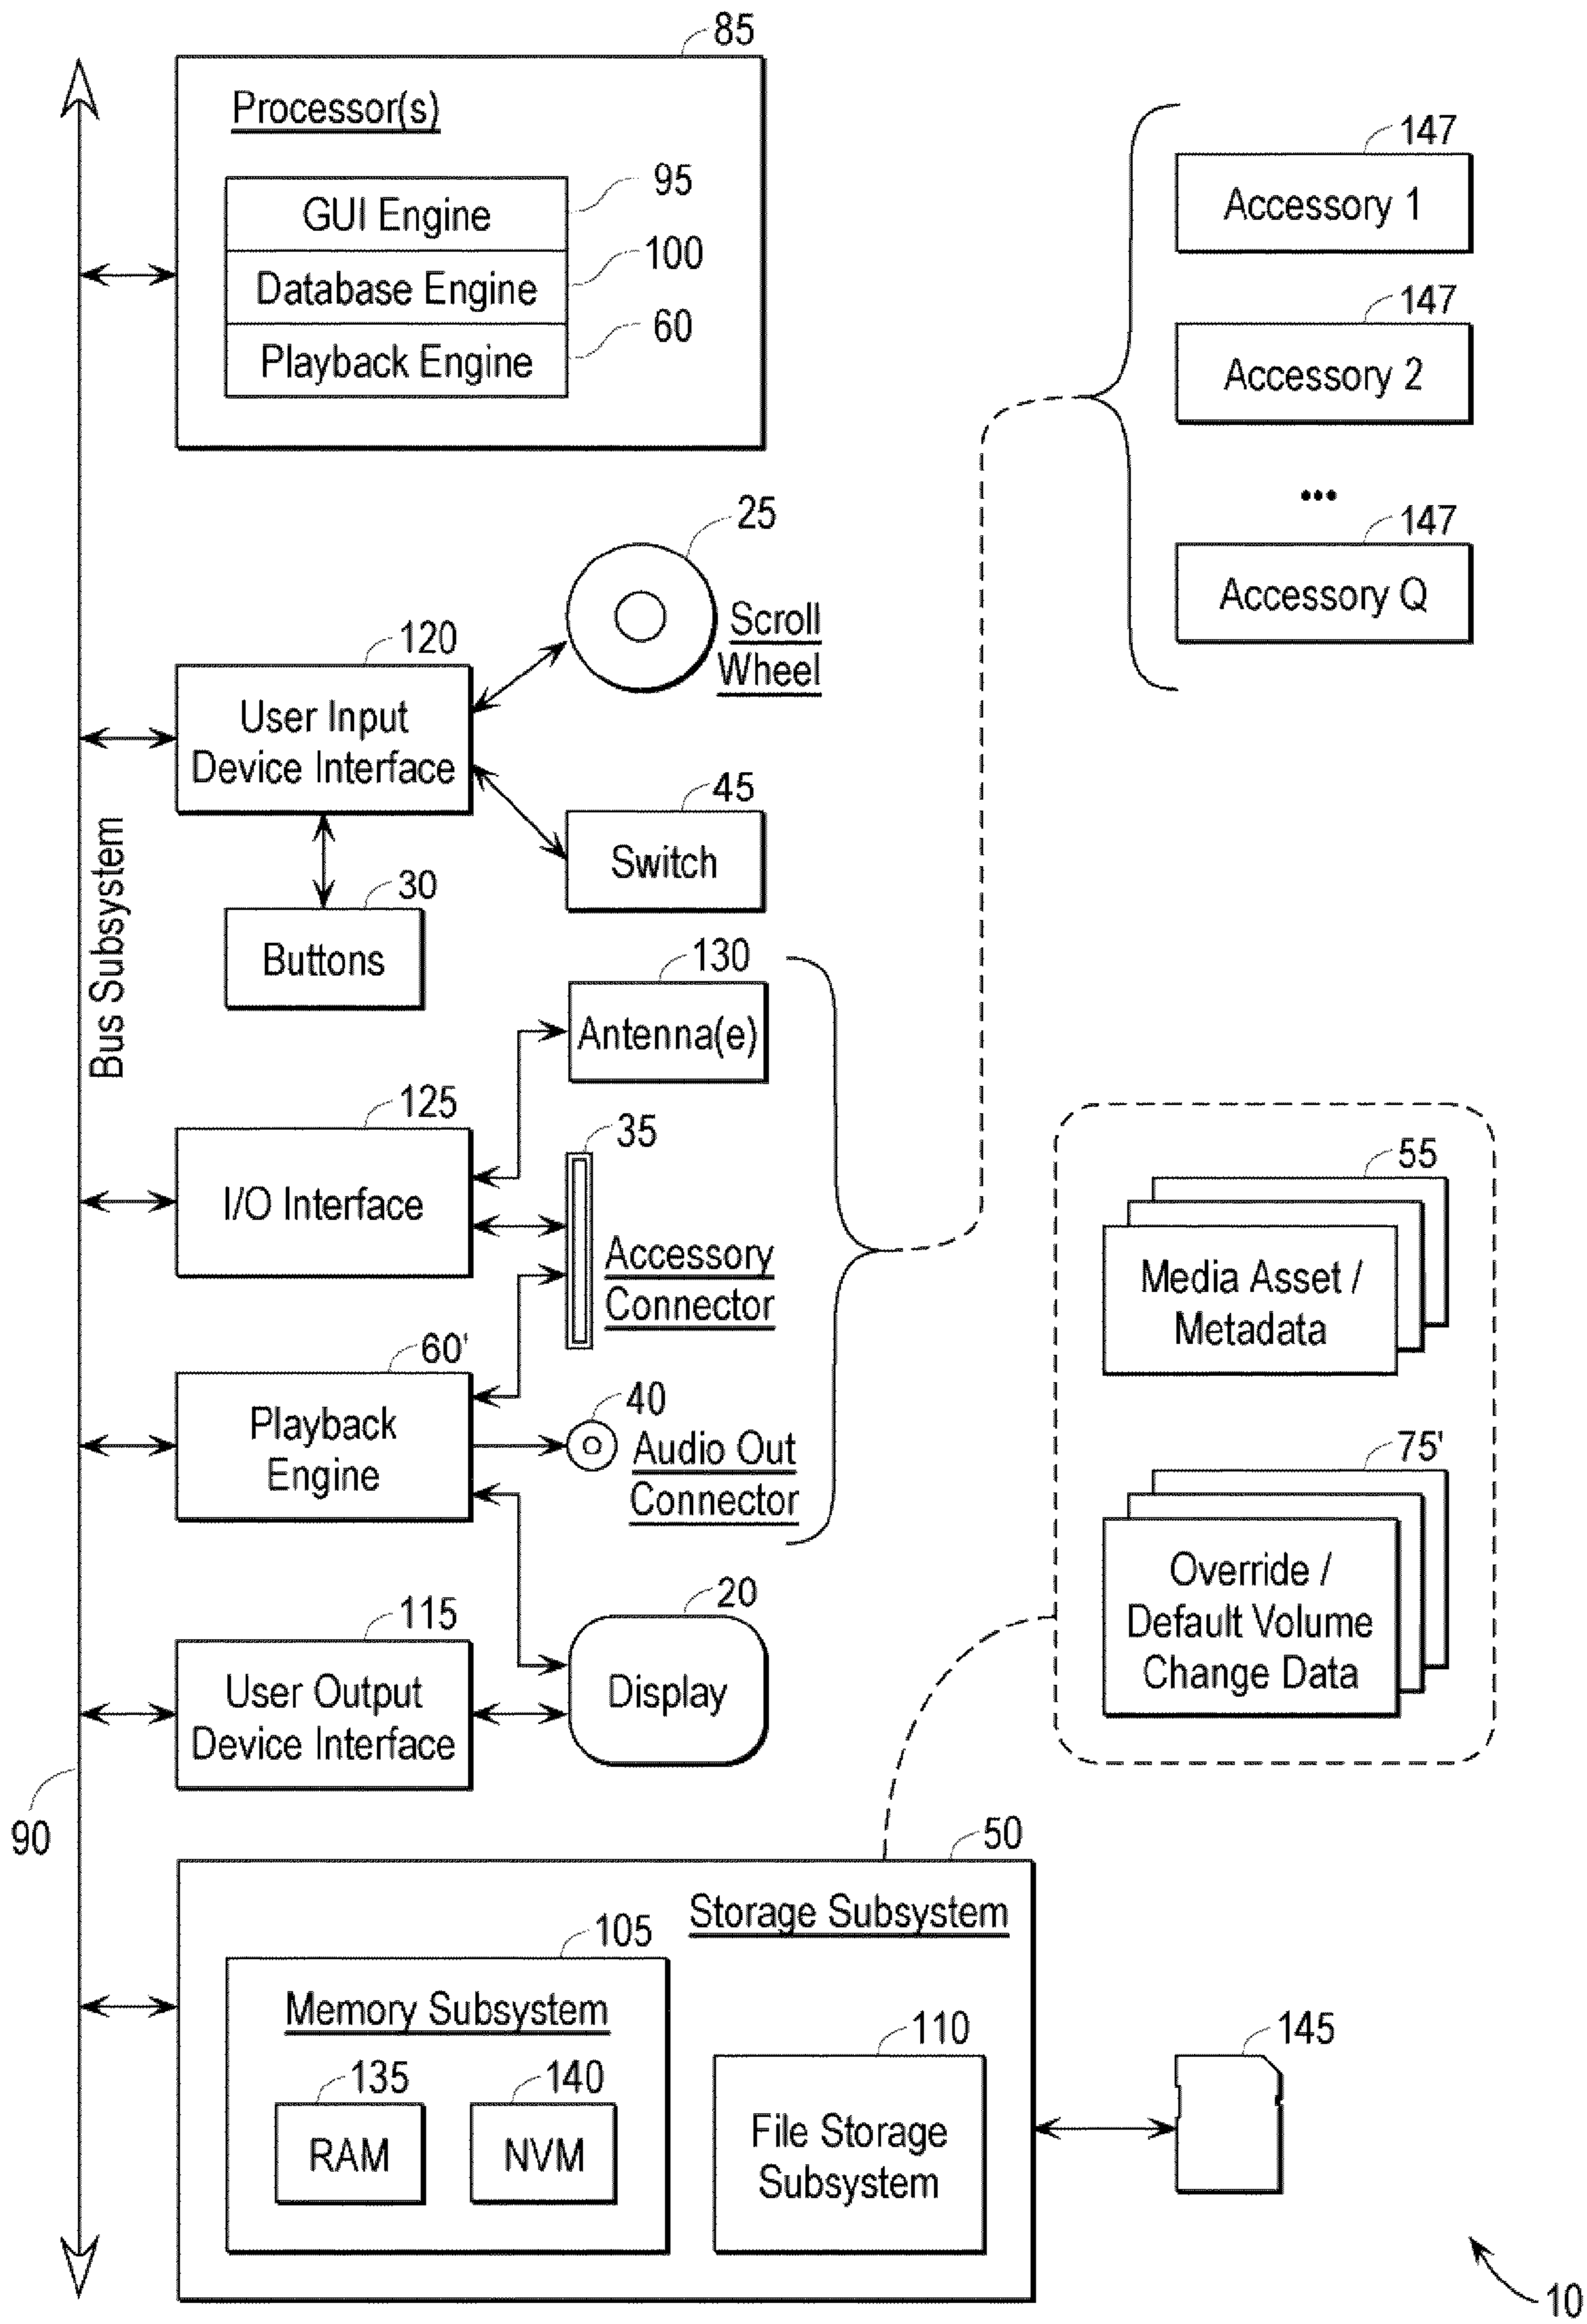 85
Processor(s)
95
GUI Engine
100
Database Engine
60
Playback Engine
147
Accessory 1
147
Accessory 2
...
147
Accessory Q
25
Scroll
Wheel
120
User Input
Device Interface
45
Switch
30
Buttons
Bus Subsystem
130
Antenna(e)
125
I/O Interface
35
Accessory
Connector
60'
Playback
Engine
40
Audio Out
Connector
55
Media Asset /
Metadata
75'
Override /
Default Volume
Change Data
20
Display
115
User Output
Device Interface
90
50
Storage Subsystem
105
Memory Subsystem
135
RAM
140
NVM
110
File Storage
Subsystem
145
10